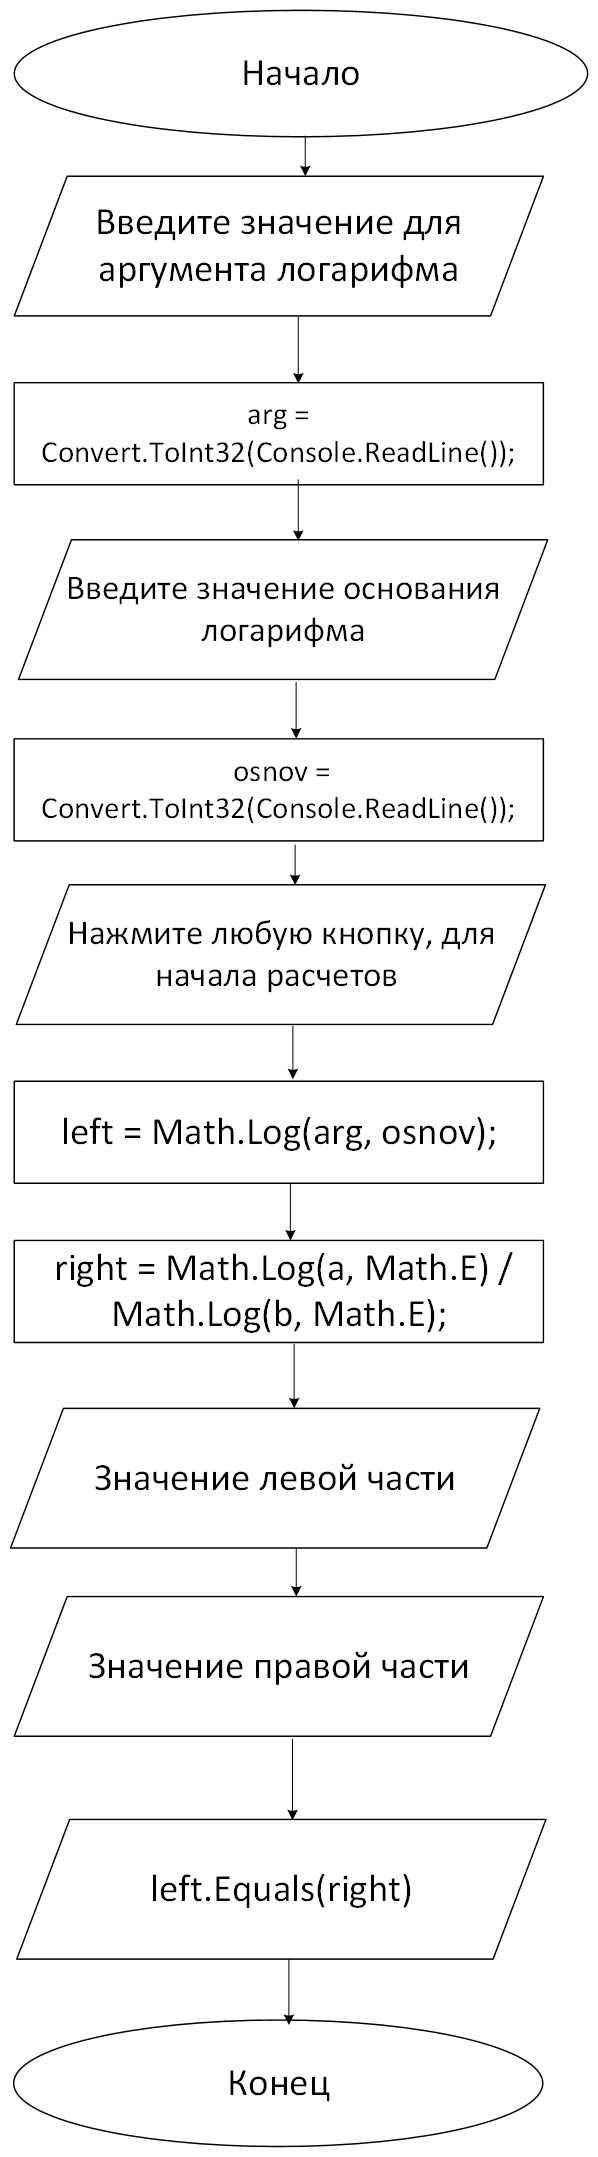 Начало
Введите значение для
аргумента логарифма
arg =
Convert.ToInt32(Console.ReadLine());
Введите значение основания
логарифма
osnov =
Convert.ToInt32(Console.ReadLine());
Нажмите любую кнопку, для
начала расчетов
left = Math.Log(arg, osnov);
right = Math.Log(a, Math.E) /
Math.Log(b, Math.E);
Значение левой части
Значение правой части
left.Equals(right)
Конец